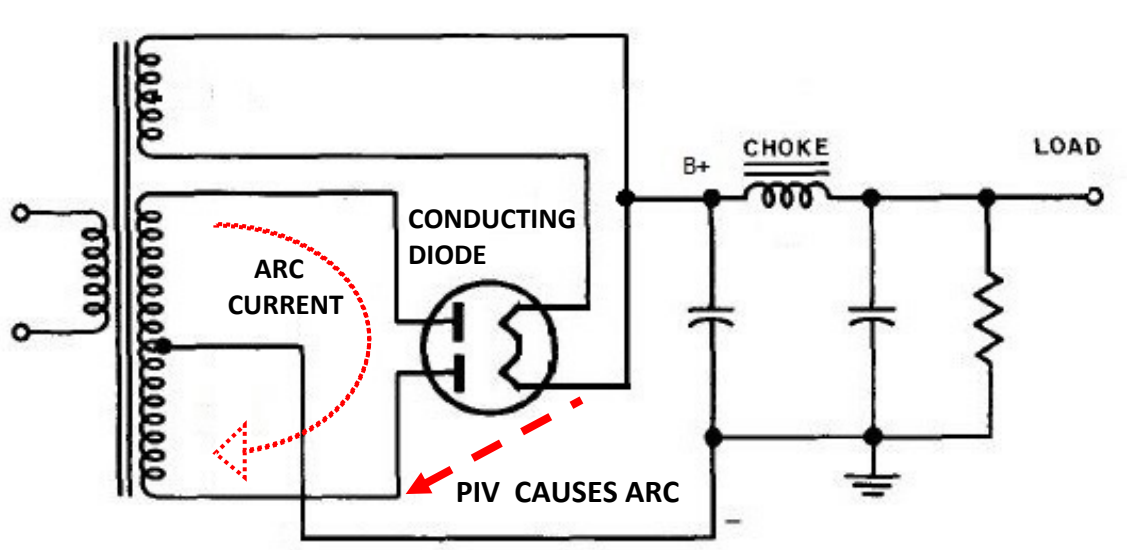 B+
CHOKE
LOAD
CONDUCTING
DIODE
ARC
CURRENT
PIV CAUSES ARC
–